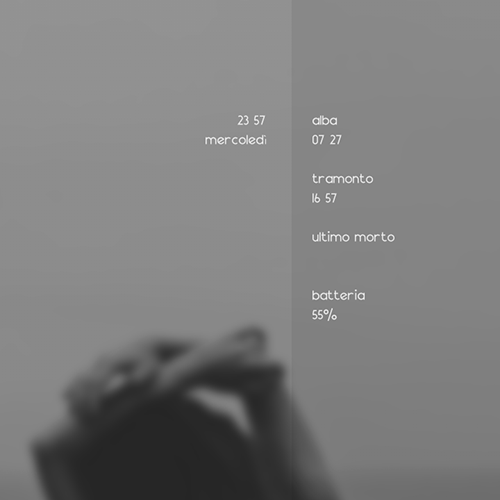 23 57
mercoledì
alba
07 27
tramonto
16 57
ultimo morto
batteria
55%